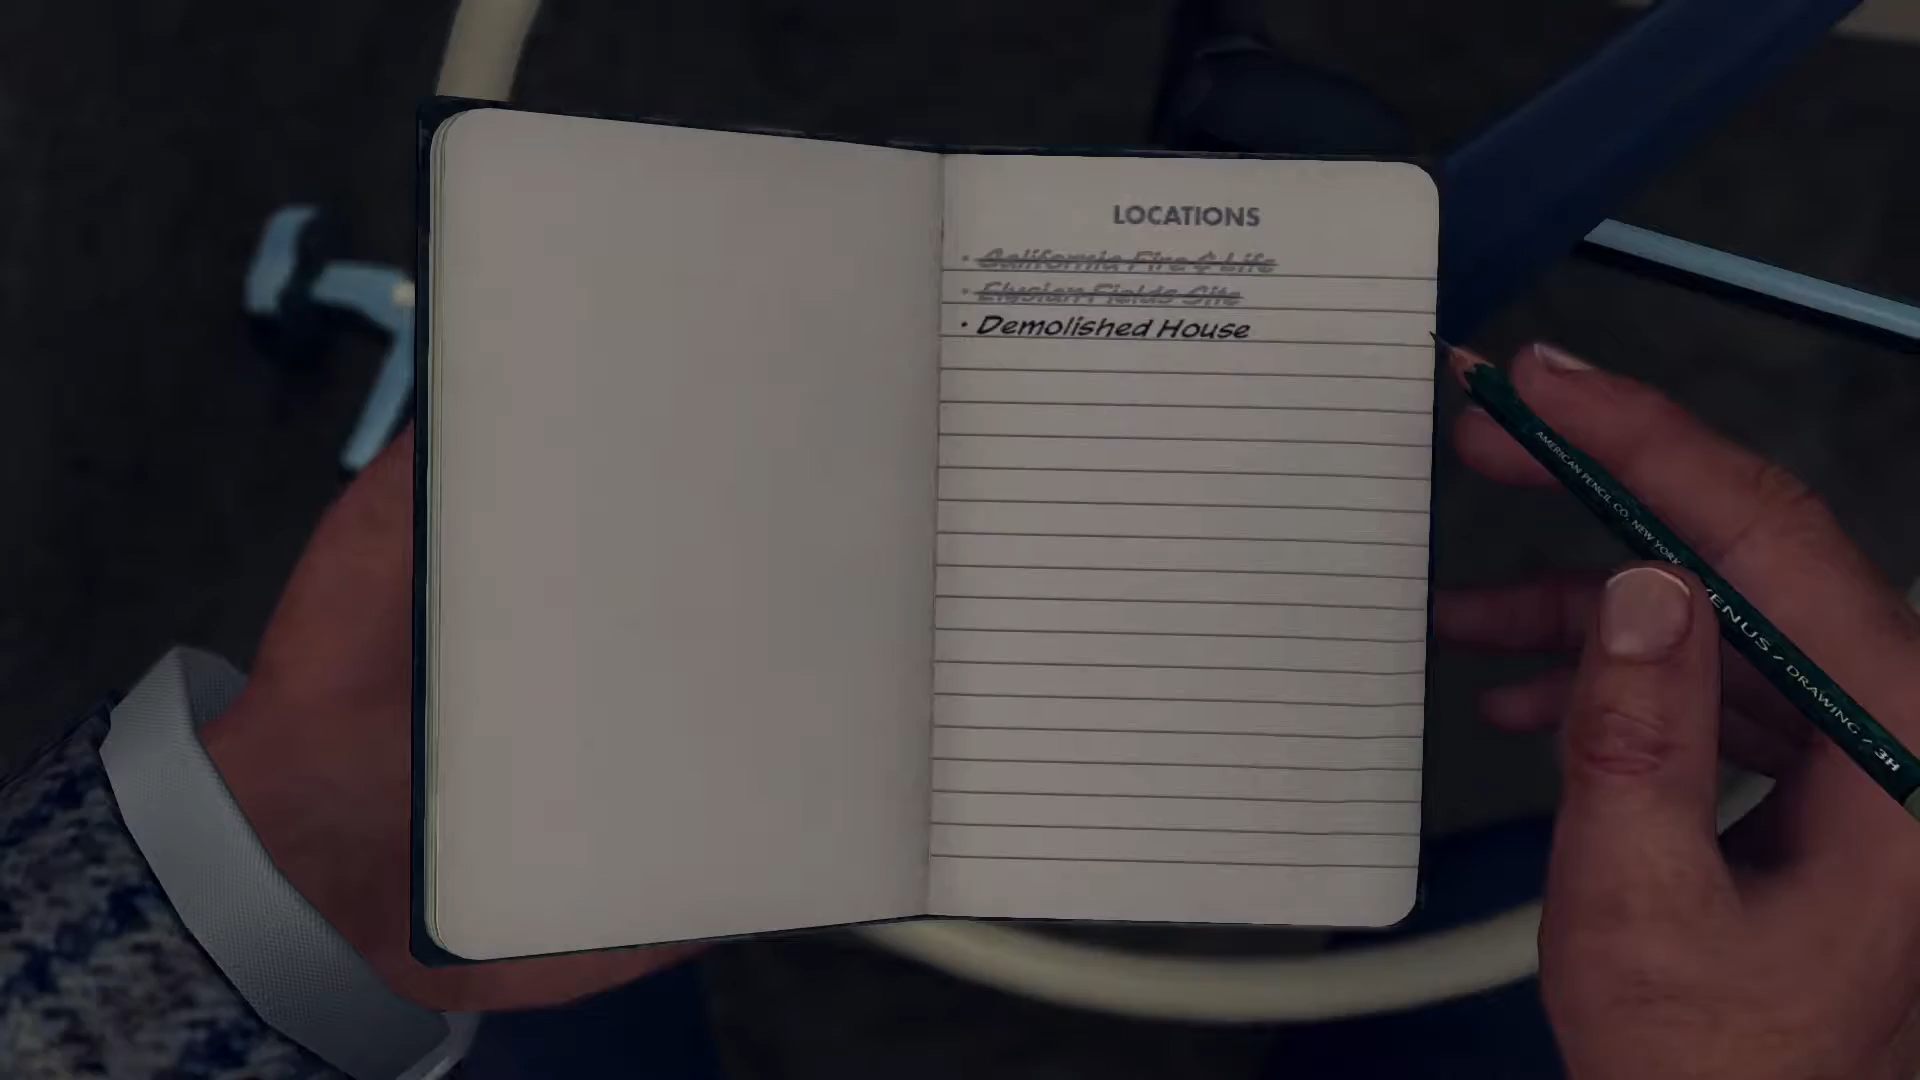 LOCATIONS
• California Fire & Life
• Elysian Fields Site
• Demolished House
AMERICAN PENCIL CO. NEW YORK
VENUS / DRAWING / 3H